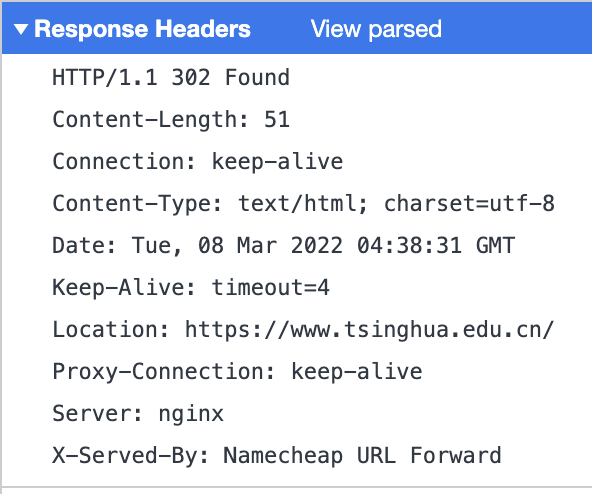 Response Headers View parsed
HTTP/1.1 302 Found
Content-Length: 51
Connection: keep-alive
Content-Type: text/html; charset=utf-8
Date: Tue, 08 Mar 2022 04:38:31 GMT
Keep-Alive: timeout=4
Location: https://www.tsinghua.edu.cn/
Proxy-Connection: keep-alive
Server: nginx
X-Served-By: Namecheap URL Forward